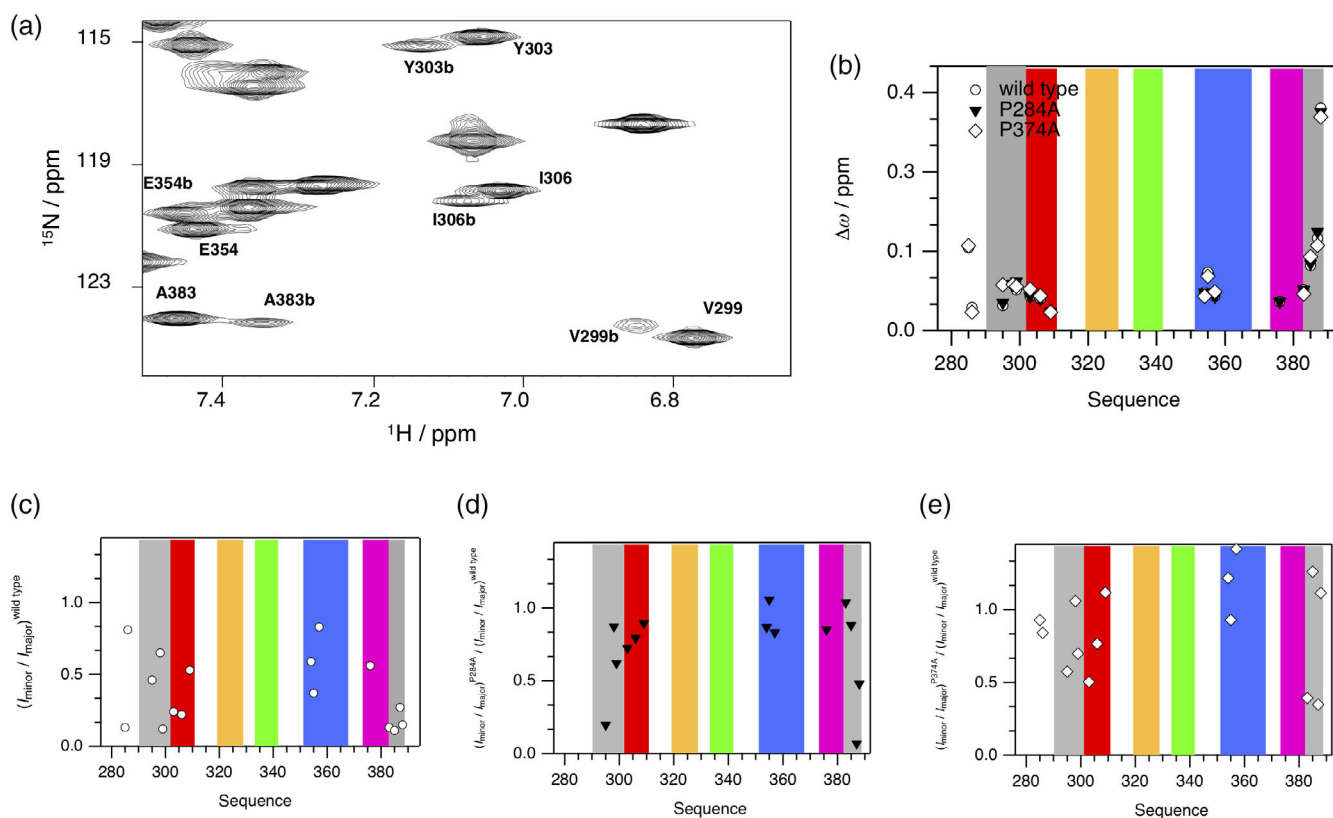 (a)
115
119
123
15N / ppm
7.4
7.2
7.0
6.8
1H / ppm
Y303b
Y303
E354b
I306
I306b
E354
A383
A383b
V299
V299b
(b)
wild type
P284A
P374A
0.4
0.3
0.1
0.0
Δω / ppm
280 300 320 340 360 380
Sequence
(c)
1.0
0.5
0.0
(Iminor / Imajor)wild type
280 300 320 340 360 380
Sequence
(d)
1.0
0.5
0.0
(Iminor / Imajor)P284A / (Iminor / Imajor)wild type
280 300 320 340 360 380
Sequence
(e)
1.0
0.5
0.0
(Iminor / Imajor)P374A / (Iminor / Imajor)wild type
280 300 320 340 360 380
Sequence